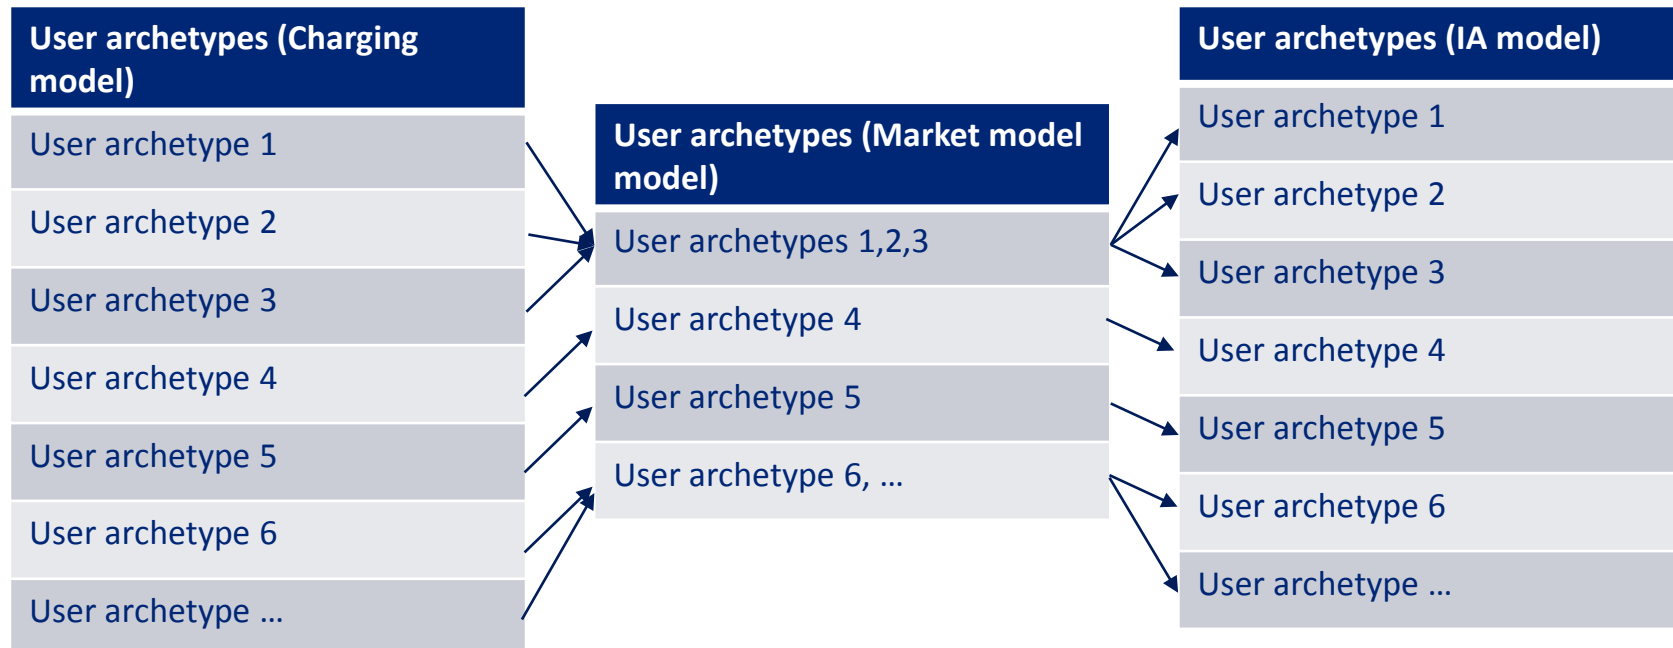 User archetypes (Charging
model)
User archetype 1
User archetype 2
User archetype 3
User archetype 4
User archetype 5
User archetype 6
User archetype ...
User archetypes (Market model
model)
User archetypes 1,2,3
User archetype 4
User archetype 5
User archetype 6, ...
User archetypes (IA model)
User archetype 1
User archetype 2
User archetype 3
User archetype 4
User archetype 5
User archetype 6
User archetype ...